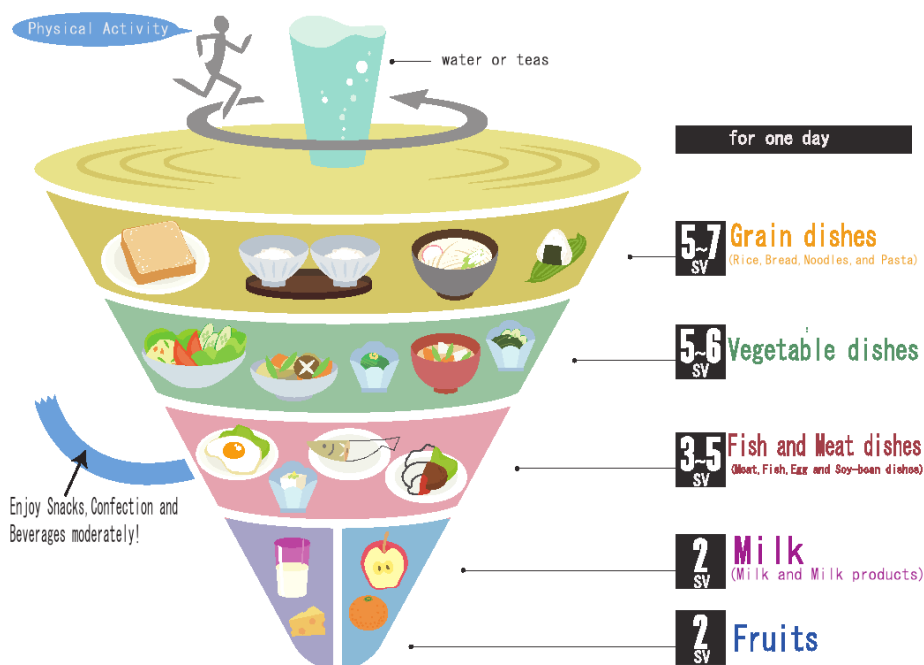 Physical Activity
water or teas
for one day
5~7
SV
Grain dishes
(Rice, Bread, Noodles, and Pasta)
5~6
SV
Vegetable dishes
3~5
SV
Fish and Meat dishes
(Meat, Fish, Egg and Soy-bean dishes)
Enjoy Snacks, Confection and
Beverages moderately!
2
SV
Milk
(Milk and Milk products)
2
SV
Fruits